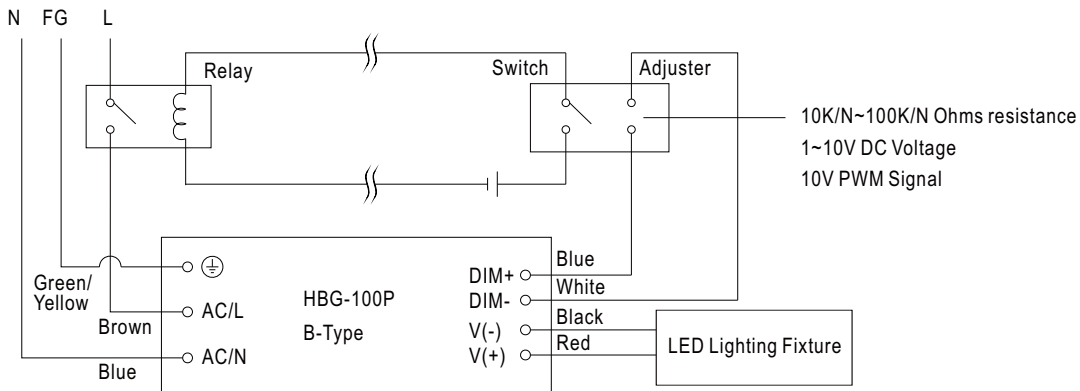 N FG L
Relay
Switch
Adjuster
10K/N~100K/N Ohms resistance
1~10V DC Voltage
10V PWM Signal
Green/
Yellow
Brown
Blue
AC/L
AC/N
HBG-100P
B-Type
DIM+
DIM-
V(-)
V(+)
Blue
White
Black
Red
LED Lighting Fixture